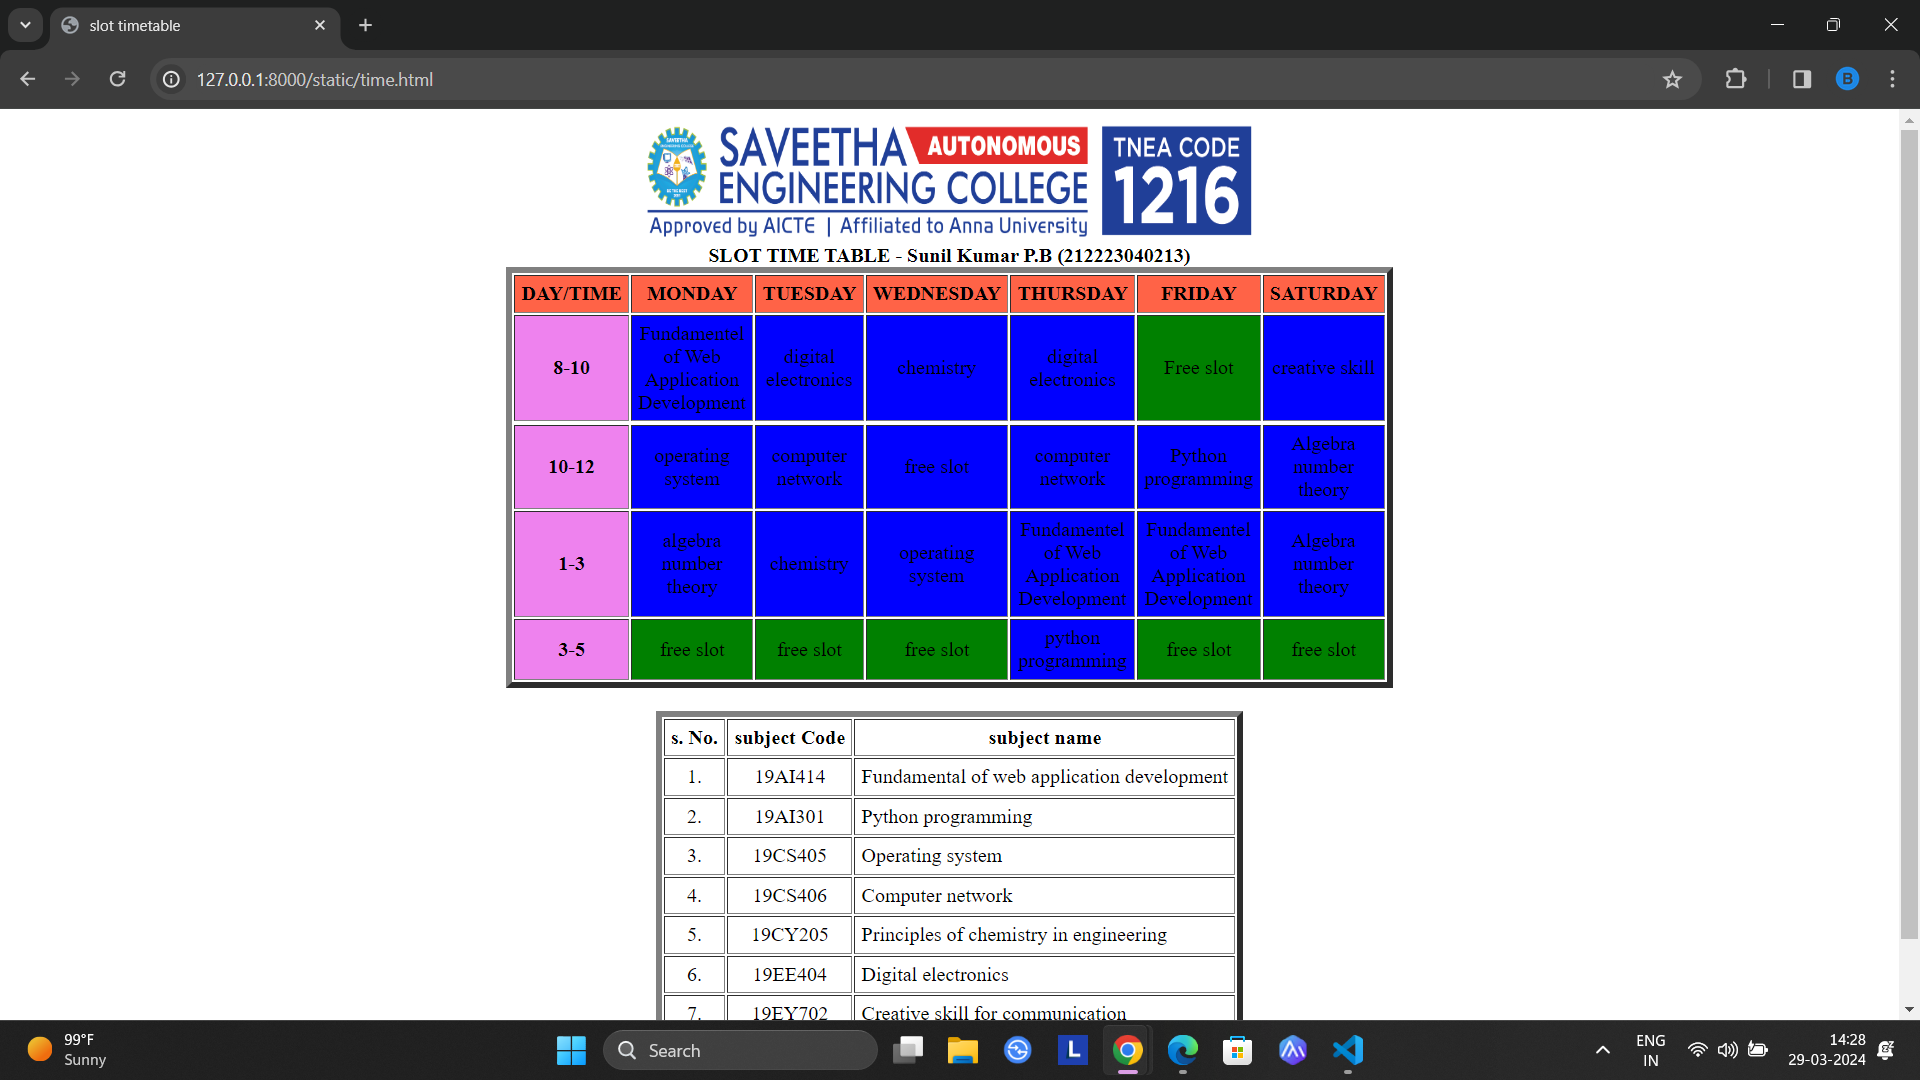 slot timetable
127.0.0.1:8000/static/time.html
B
SAVEETHA AUTONOMOUS
ENGINEERING COLLEGE
Approved by AICTE | Affiliated to Anna University
TNEA CODE
1216
SLOT TIME TABLE - Sunil Kumar P.B (212223040213)
DAY/TIME MONDAY TUESDAY WEDNESDAY THURSDAY FRIDAY SATURDAY
8-10
Fundamentel
of Web
Application
Development
digital
electronics
chemistry
digital
electronics
Free slot
creative skill
10-12
operating
system
computer
network
free slot
computer
network
Python
programming
Algebra
number
theory
1-3
algebra
number
theory
chemistry
operating
system
Fundamentel
of Web
Application
Development
Fundamentel
of Web
Application
Development
Algebra
number
theory
3-5
free slot
free slot
free slot
python
programming
free slot
free slot
s. No. subject Code subject name
1. 19AI414 Fundamental of web application development
2. 19AI301 Python programming
3. 19CS405 Operating system
4. 19CS406 Computer network
5. 19CY205 Principles of chemistry in engineering
6. 19EE404 Digital electronics
7. 19EY702 Creative skill for communication
99°F
Sunny
Search
L
ENG
IN
14:28
29-03-2024